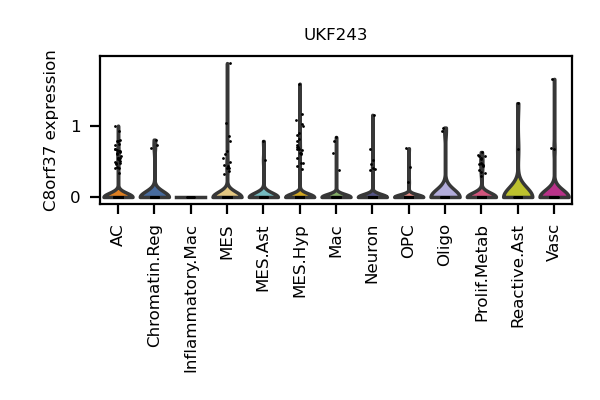 UKF243
C8orf37 expression
1
0
AC
Chromatin.Reg
Inflammatory.Mac
MES
MES.Ast
MES.Hyp
Mac
Neuron
OPC
Oligo
Prolif.Metab
Reactive.Ast
Vasc